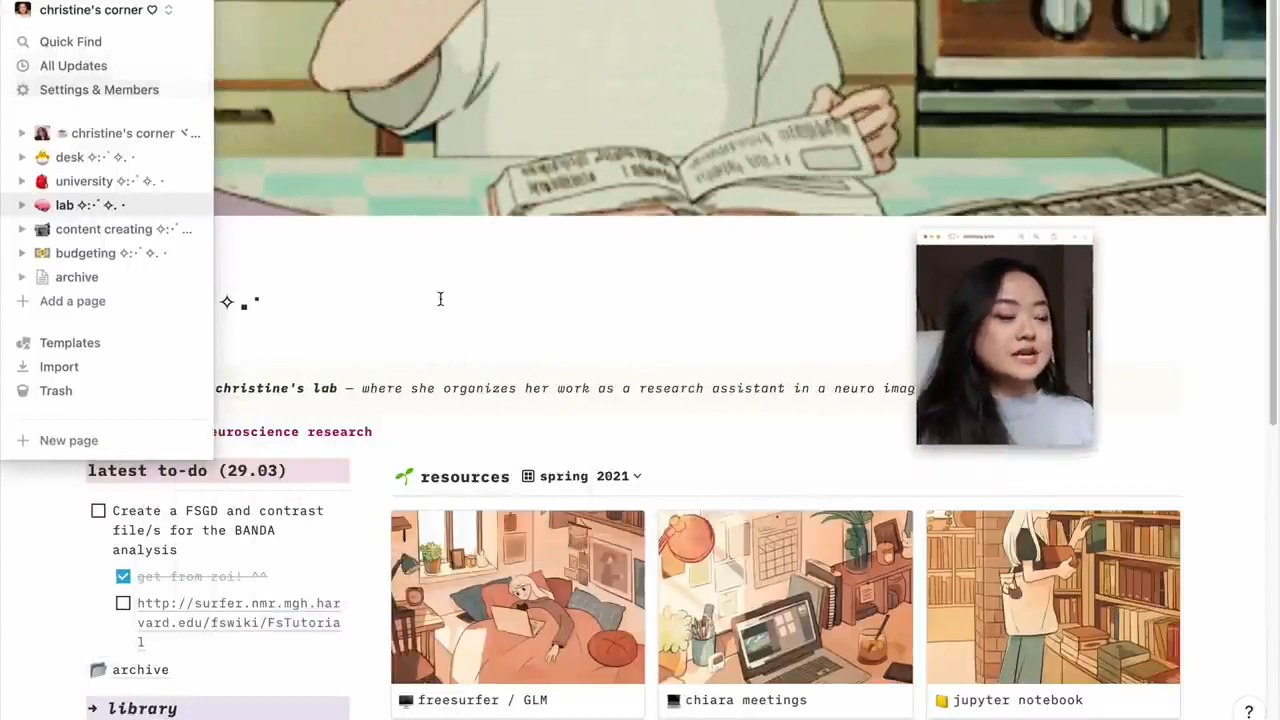 christine's corner ♡
Quick Find
All Updates
Settings & Members
christine's corner ヾ...
desk ✧:･ﾟ✧. ·
university ✧:･ﾟ✧. ·
lab ✧:･ﾟ✧. ·
content creating ✧:･ﾟ...
budgeting ✧:･ﾟ✧. ·
archive
Add a page
Templates
Import
Trash
New page
✧.･
christine's lab — where she organizes her work as a research assistant in a neuro imag
euroscience research
latest to-do (29.03)
Create a FSGD and contrast
file/s for the BANDA
analysis
get from zoi! ^^
http://surfer.nmr.mgh.har
vard.edu/fswiki/FsTutoria
l
archive
→ library
resources
spring 2021
freesurfer / GLM
chiara meetings
jupyter notebook
?